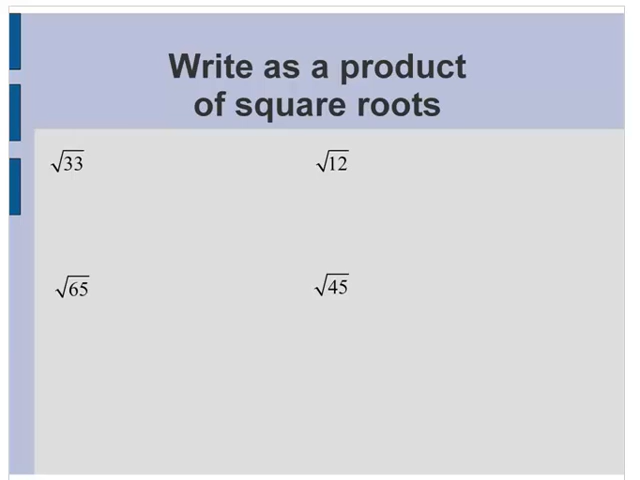 Write as a product
of square roots
√33 √12
√65 √45